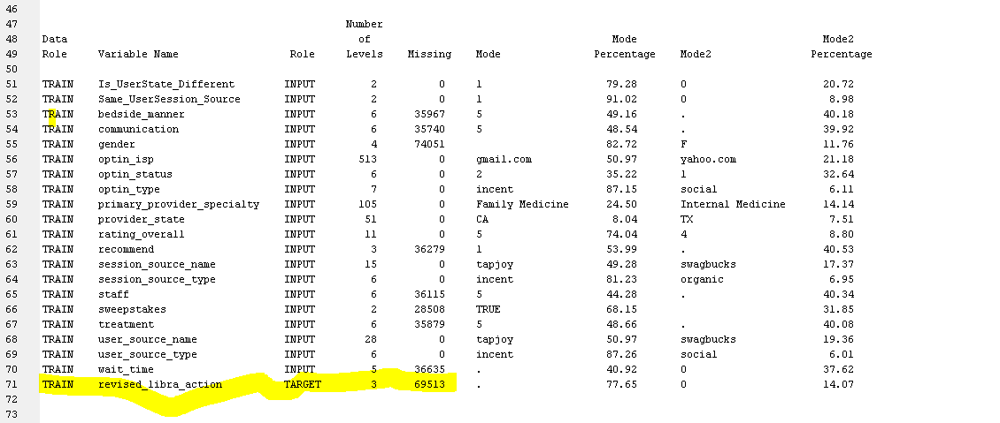 46
47 Number
48 Data of Mode Mode2
49 Role Variable Name Role Levels Missing Mode Percentage Mode2 Percentage
50
51 TRAIN Is_UserState_Different INPUT 2 0 1 79.28 0 20.72
52 TRAIN Same_UserSession_Source INPUT 2 0 1 91.02 0 8.98
53 TRAIN bedside_manner INPUT 6 35967 5 49.16 . 40.18
54 TRAIN communication INPUT 6 35740 5 48.54 . 39.92
55 TRAIN gender INPUT 4 74051 82.72 F 11.76
56 TRAIN optin_isp INPUT 513 0 gmail.com 50.97 yahoo.com 21.18
57 TRAIN optin_status INPUT 6 0 2 35.22 1 32.64
58 TRAIN optin_type INPUT 7 0 incent 87.15 social 6.11
59 TRAIN primary_provider_specialty INPUT 105 0 Family Medicine 24.50 Internal Medicine 14.14
60 TRAIN provider_state INPUT 51 0 CA 8.04 TX 7.51
61 TRAIN rating_overall INPUT 11 0 5 74.04 4 8.80
62 TRAIN recommend INPUT 3 36279 1 53.99 . 40.53
63 TRAIN session_source_name INPUT 15 0 tapjoy 49.28 swagbucks 17.37
64 TRAIN session_source_type INPUT 6 0 incent 81.23 organic 6.95
65 TRAIN staff INPUT 6 36115 5 44.28 . 40.34
66 TRAIN sweepstakes INPUT 2 28508 TRUE 68.15 31.85
67 TRAIN treatment INPUT 6 35879 5 48.66 . 40.08
68 TRAIN user_source_name INPUT 28 0 tapjoy 50.97 swagbucks 19.36
69 TRAIN user_source_type INPUT 6 0 incent 87.26 social 6.01
70 TRAIN wait_time INPUT 5 36635 . 40.92 0 37.62
71 TRAIN revised_libra_action TARGET 3 69513 . 77.65 0 14.07
72
73